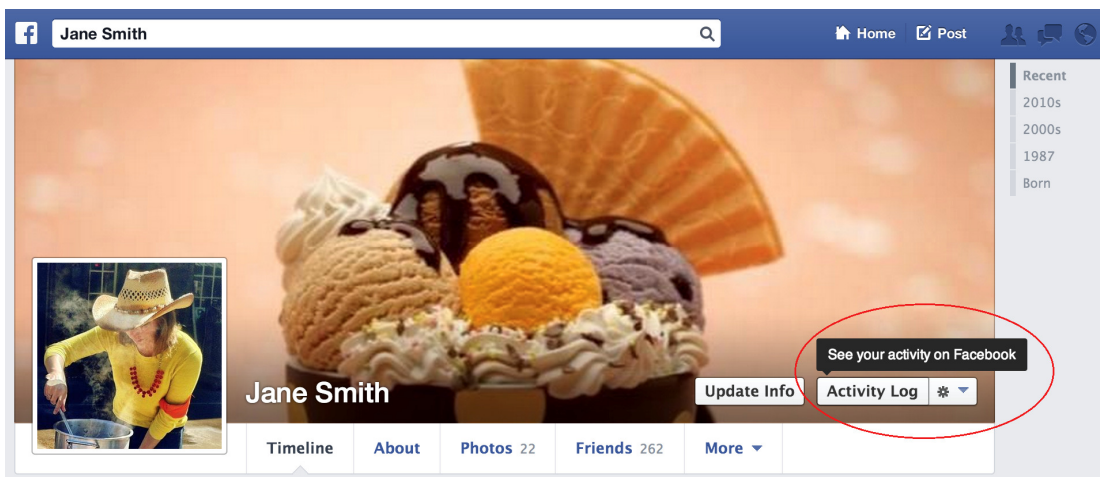 f Jane Smith Home Post
Recent
2010s
2000s
1987
Born
See your activity on Facebook
Jane Smith Update Info Activity Log
Timeline About Photos 22 Friends 262 More